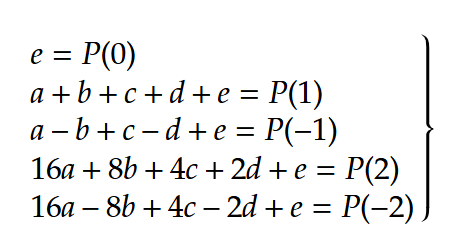 e = P(0)
a + b + c + d + e = P(1)
a − b + c − d + e = P(−1)
16a + 8b + 4c + 2d + e = P(2)
16a − 8b + 4c − 2d + e = P(−2)